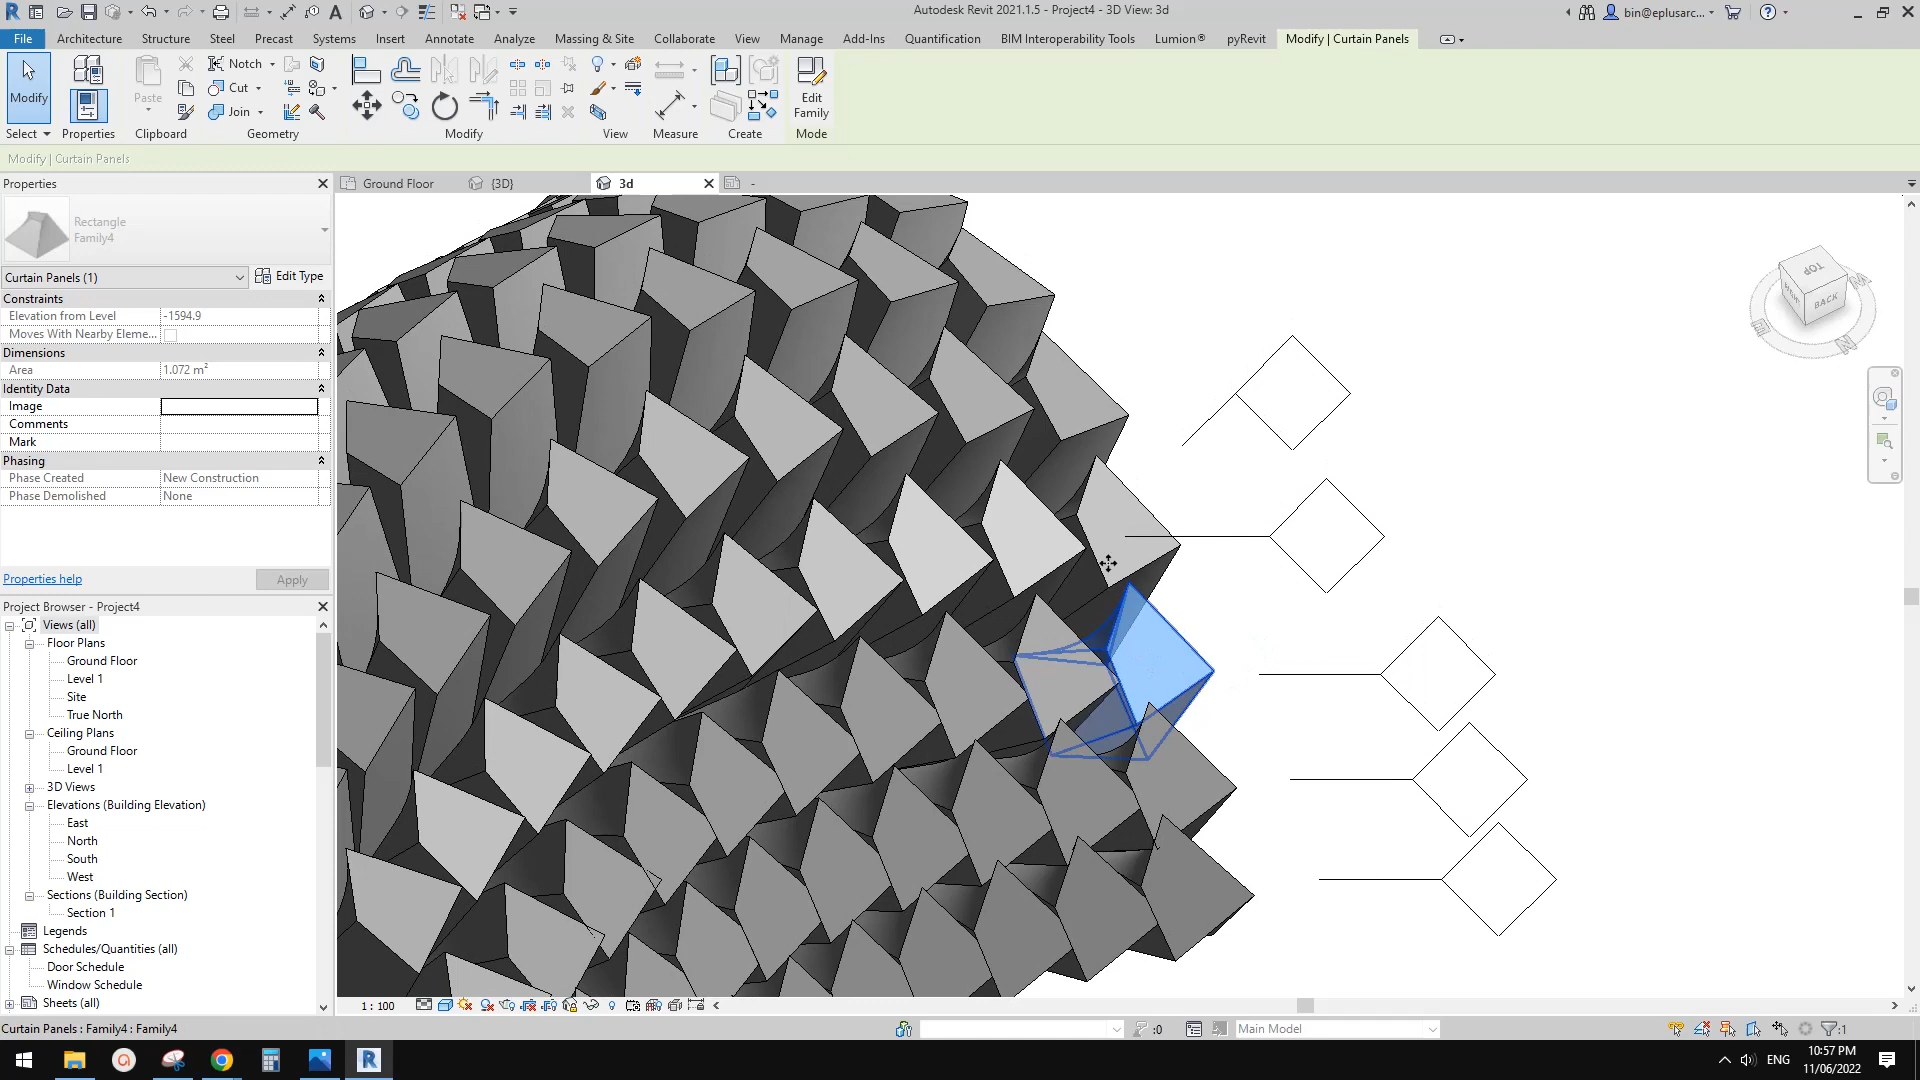 Autodesk Revit 2021.1.5 - Project4 - 3D View: 3d
bin@eplusarc...
File Architecture Structure Steel Precast Systems Insert Annotate Analyze Massing & Site Collaborate View Manage Add-Ins Quantification BIM Interoperability Tools Lumion® pyRevit Modify | Curtain Panels
Modify
Select
Properties
Paste
Clipboard
Notch
Cut
Join
Geometry
Modify
View
Measure
Create
Edit
Family
Mode
Modify | Curtain Panels
Properties
Ground Floor
{3D}
3d
-
Rectangle
Family4
Curtain Panels (1)
Edit Type
Constraints
Elevation from Level -1594.9
Moves With Nearby Eleme...
Dimensions
Area 1.072 m²
Identity Data
Image
Comments
Mark
Phasing
Phase Created New Construction
Phase Demolished None
Properties help
Apply
Project Browser - Project4
Views (all)
Floor Plans
Ground Floor
Level 1
Site
True North
Ceiling Plans
Ground Floor
Level 1
3D Views
Elevations (Building Elevation)
East
North
South
West
Sections (Building Section)
Section 1
Legends
Schedules/Quantities (all)
Door Schedule
Window Schedule
Sheets (all)
TOP
BACK
1 : 100
Curtain Panels : Family4 : Family4
:0
Main Model
:1
ENG
10:57 PM
11/06/2022